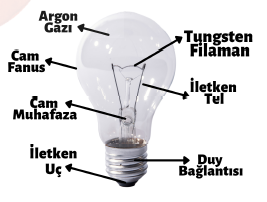 Argon
Gazı
Tungsten
Filaman
Cam
Fanus
İletken
Tel
Cam
Muhafaza
İletken
Uç
Duy
Bağlantısı